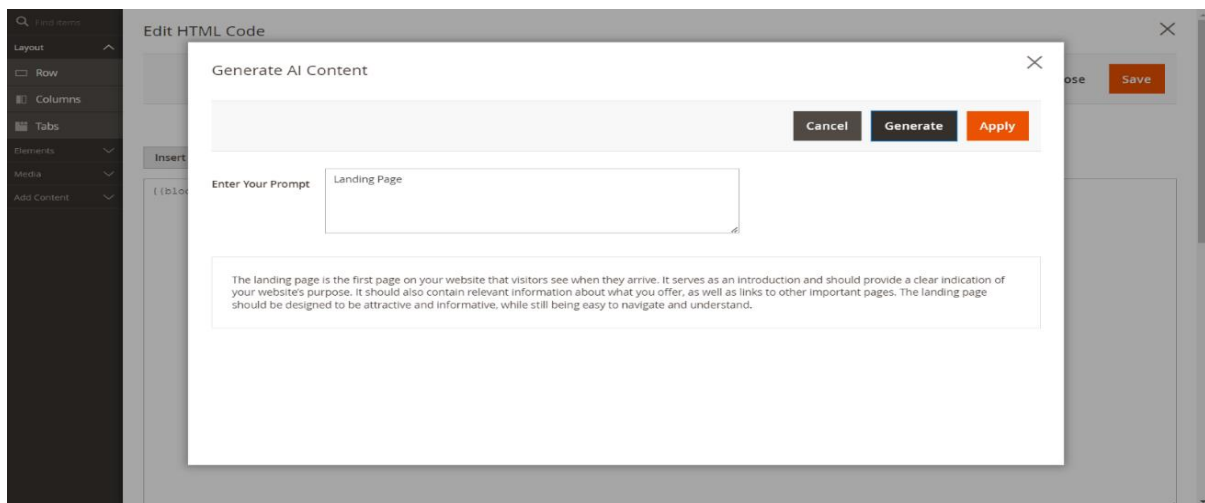 Find items
Edit HTML Code
Layout
Generate AI Content
Row
ose
Save
Columns
Cancel
Generate
Apply
Tabs
Elements
Insert
Media
Enter Your Prompt
Landing Page
Add Content
{{bloc
The landing page is the first page on your website that visitors see when they arrive. It serves as an introduction and should provide a clear indication of
your website's purpose. It should also contain relevant information about what you offer, as well as links to other important pages. The landing page
should be designed to be attractive and informative, while still being easy to navigate and understand.